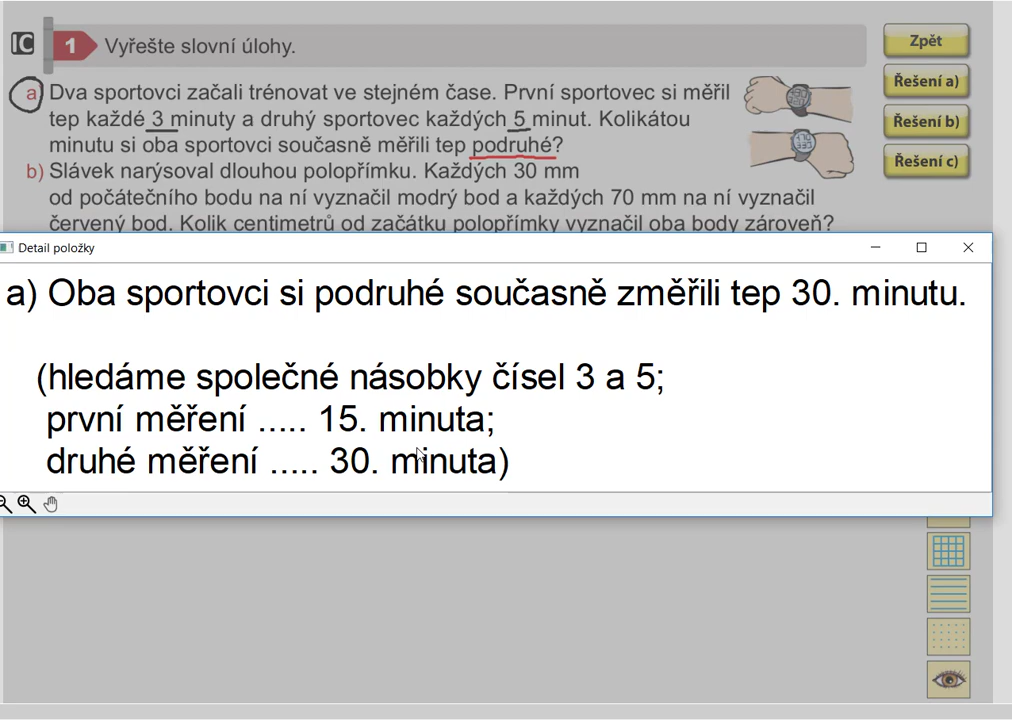 IC
1 Vyřešte slovní úlohy.
Zpět
Řešení a)
Řešení b)
Řešení c)
a) Dva sportovci začali trénovat ve stejném čase. První sportovec si měřil
tep každé 3 minuty a druhý sportovec každých 5 minut. Kolikátou
minutu si oba sportovci současně měřili tep podruhé?
b) Slávek narýsoval dlouhou polopřímku. Každých 30 mm
od počátečního bodu na ní vyznačil modrý bod a každých 70 mm na ní vyznačil
červený bod. Kolik centimetrů od začátku polopřímky vyznačil oba body zároveň?
Detail položky
a) Oba sportovci si podruhé současně změřili tep 30. minutu.
(hledáme společné násobky čísel 3 a 5;
první měření ..... 15. minuta;
druhé měření ..... 30. minuta)